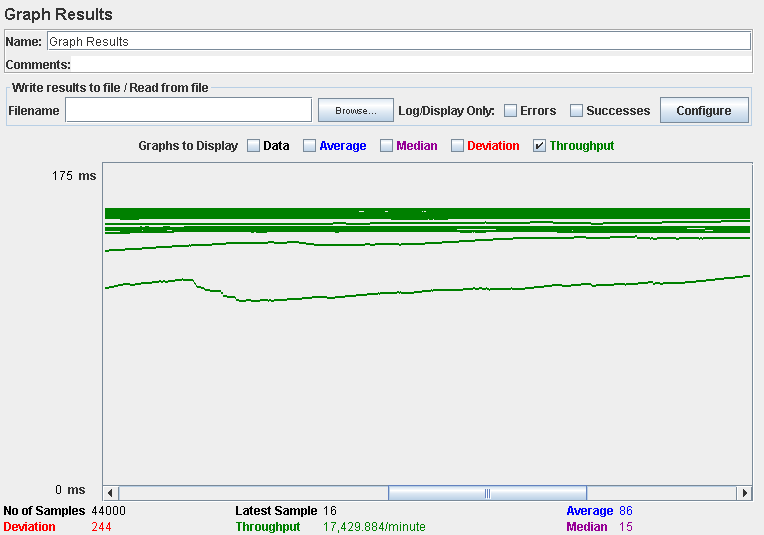 Graph Results
Name: Graph Results
Comments:
Write results to file / Read from file
Filename Browse... Log/Display Only: Errors Successes Configure
Graphs to Display Data Average Median Deviation Throughput
175 ms
0 ms
No of Samples 44000 Latest Sample 16 Average 86
Deviation 244 Throughput 17,429.884/minute Median 15